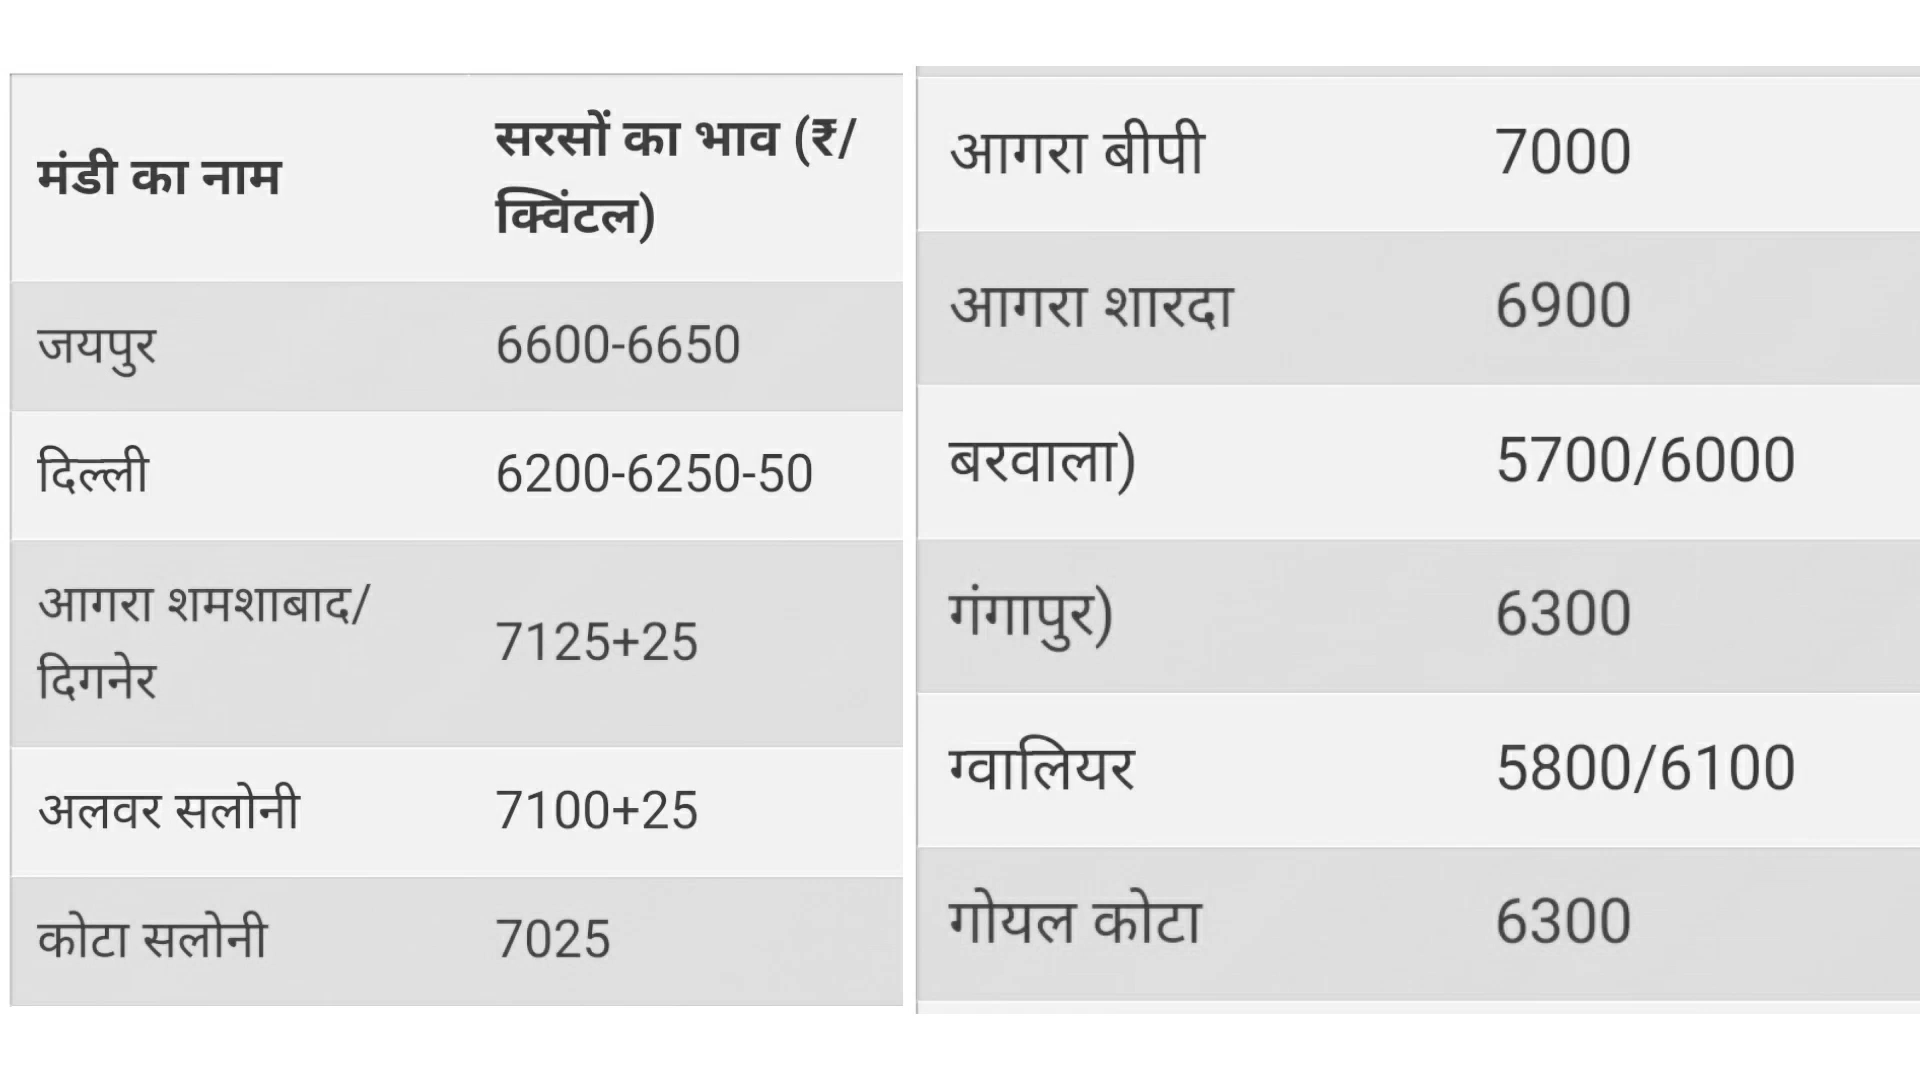 मंडी का नाम
सरसों का भाव (₹/
क्विंटल)
जयपुर 6600-6650
दिल्ली 6200-6250-50
आगरा शमशाबाद/
दिगनेर
7125+25
अलवर सलोनी 7100+25
कोटा सलोनी 7025
आगरा बीपी 7000
आगरा शारदा 6900
बरवाला) 5700/6000
गंगापुर) 6300
ग्वालियर 5800/6100
गोयल कोटा 6300